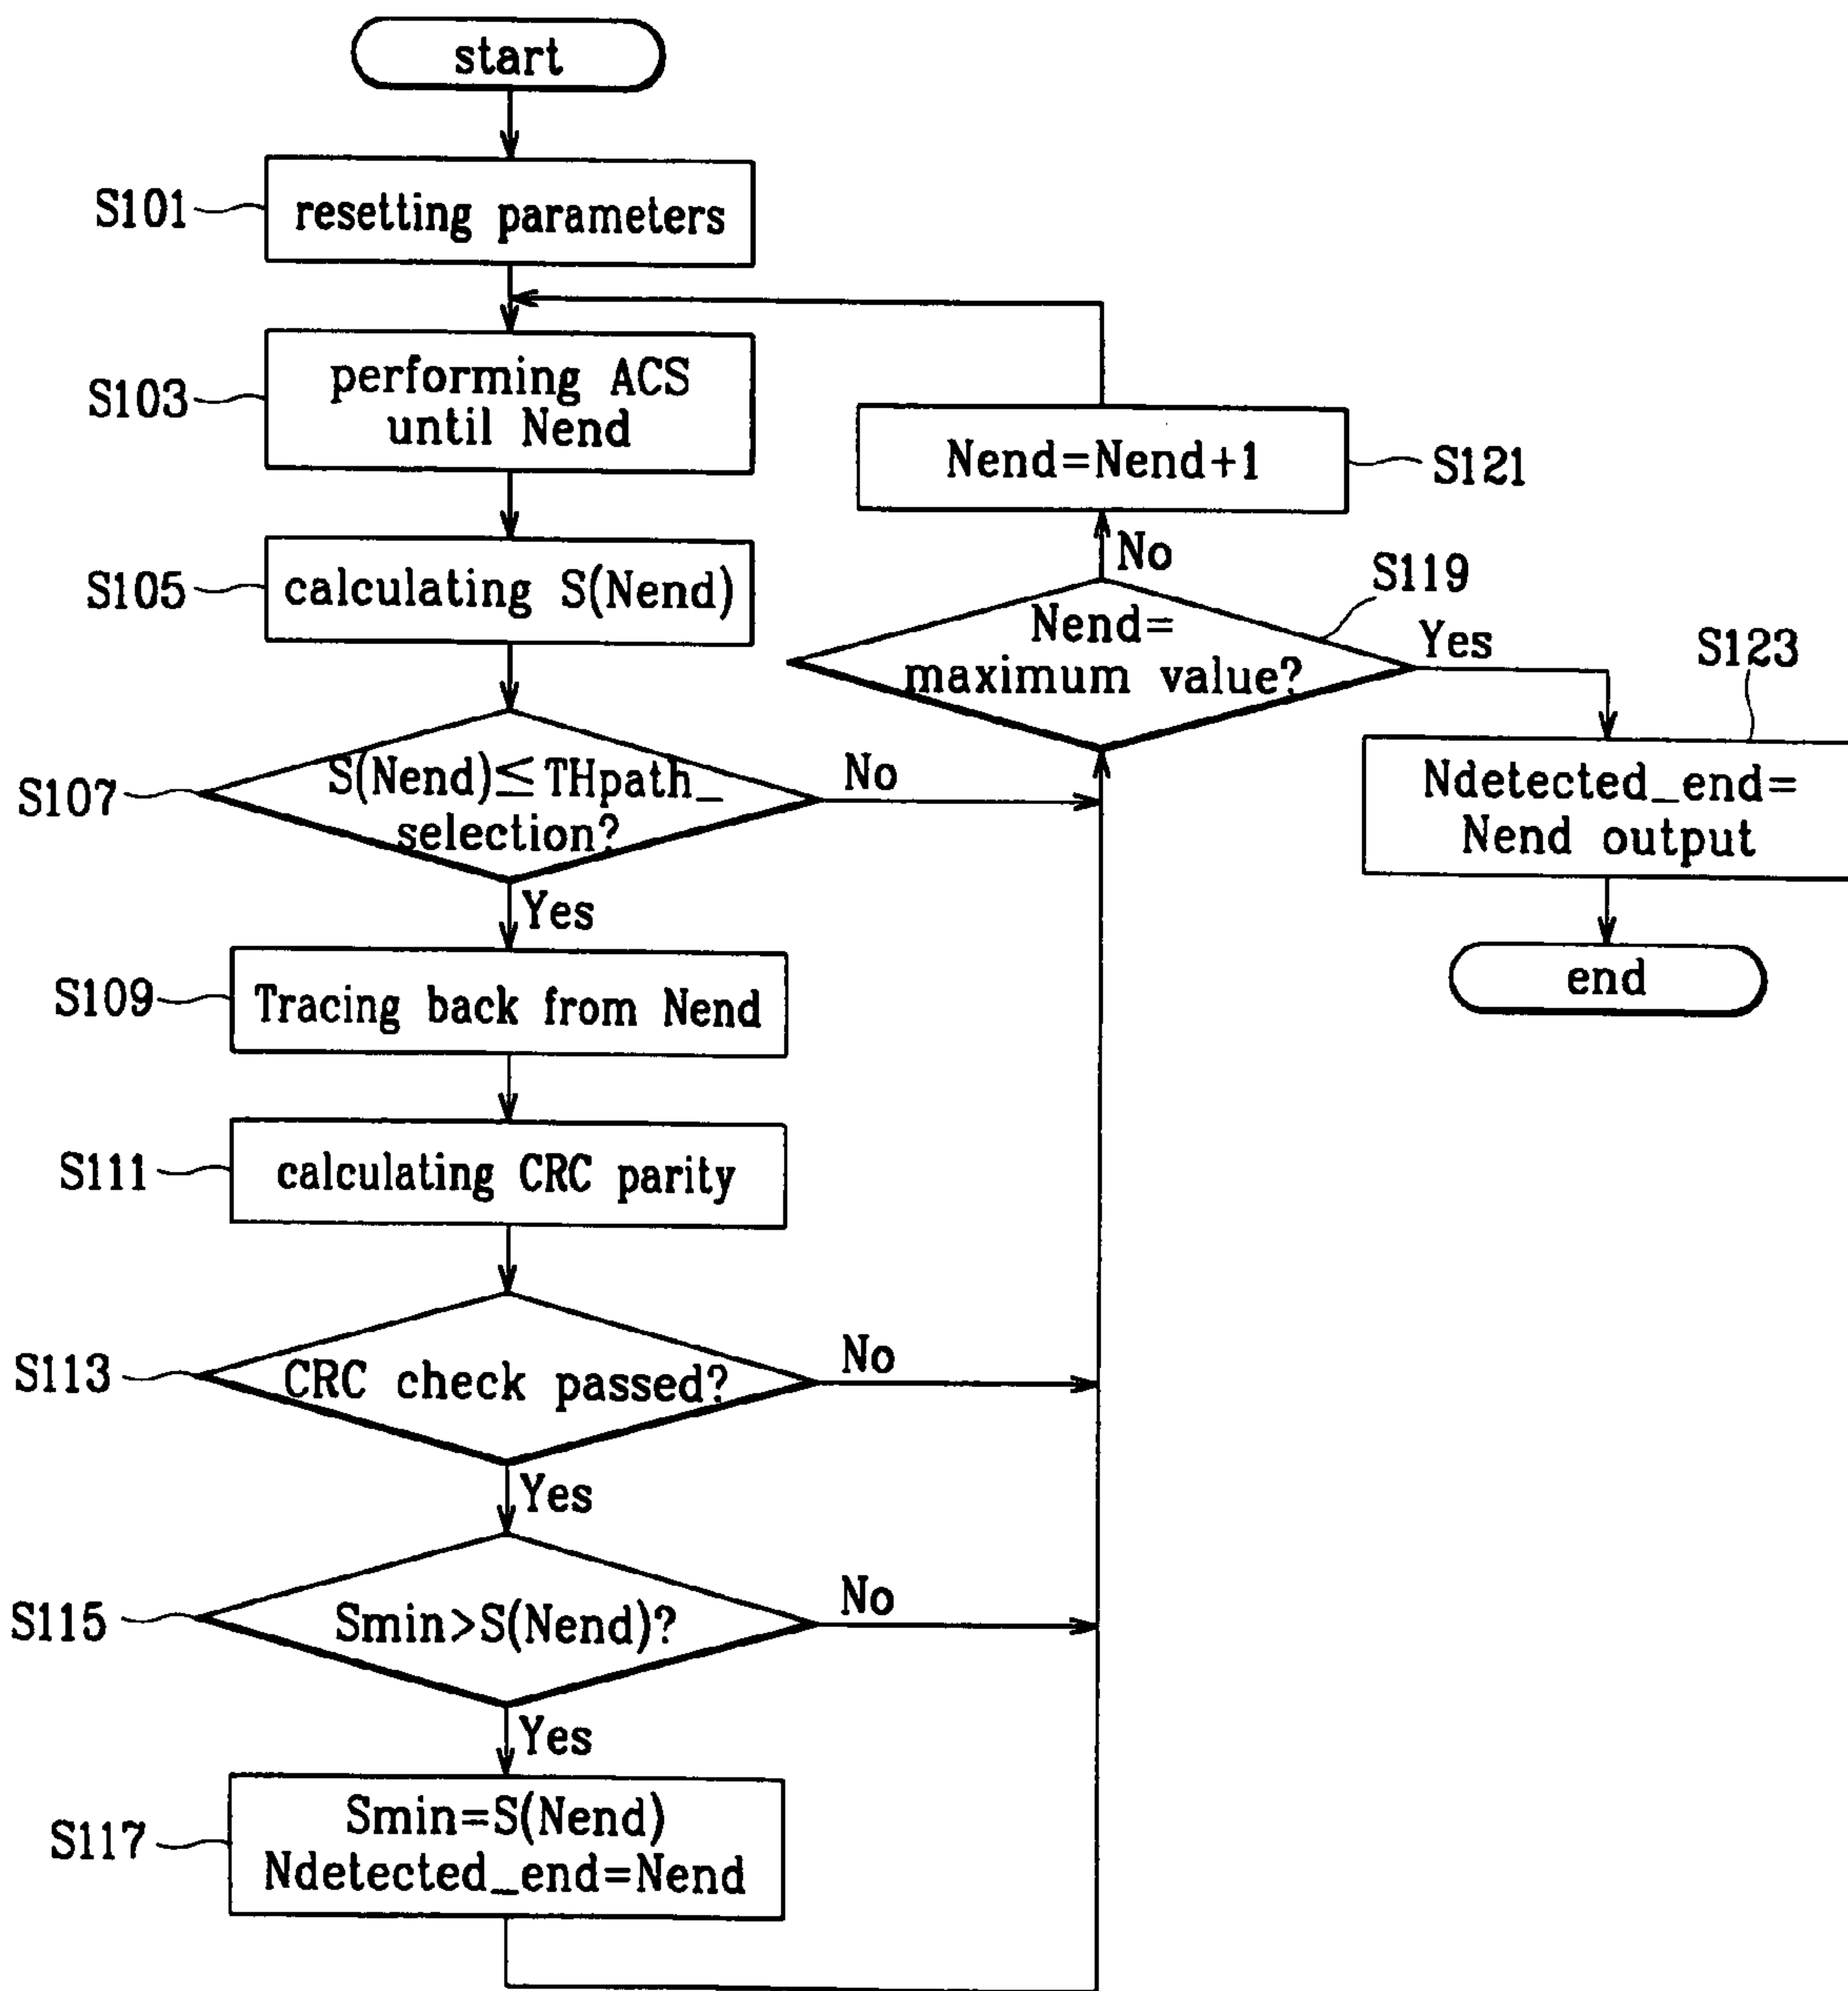 start
S101
resetting parameters
S103
performing ACS
until Nend
S105
calculating S(Nend)
S107
S(Nend)≦THpath_
selection?
No
Yes
S109
Tracing back from Nend
S111
calculating CRC parity
S113
CRC check passed?
No
Yes
S115
Smin>S(Nend)?
No
Yes
S117
Smin=S(Nend)
Ndetected_end=Nend
Nend=Nend+1
S121
No
S119
Nend=
maximum value?
Yes
S123
Ndetected_end=
Nend output
end